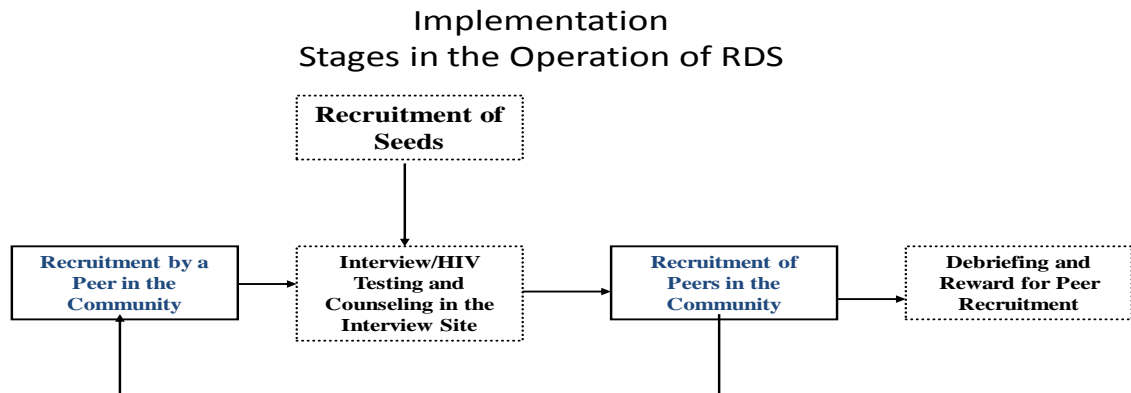 Implementation
Stages in the Operation of RDS
Recruitment of
Seeds
Recruitment by a
Peer in the
Community
Interview/HIV
Testing and
Counseling in the
Interview Site
Recruitment of
Peers in the
Community
Debriefing and
Reward for Peer
Recruitment